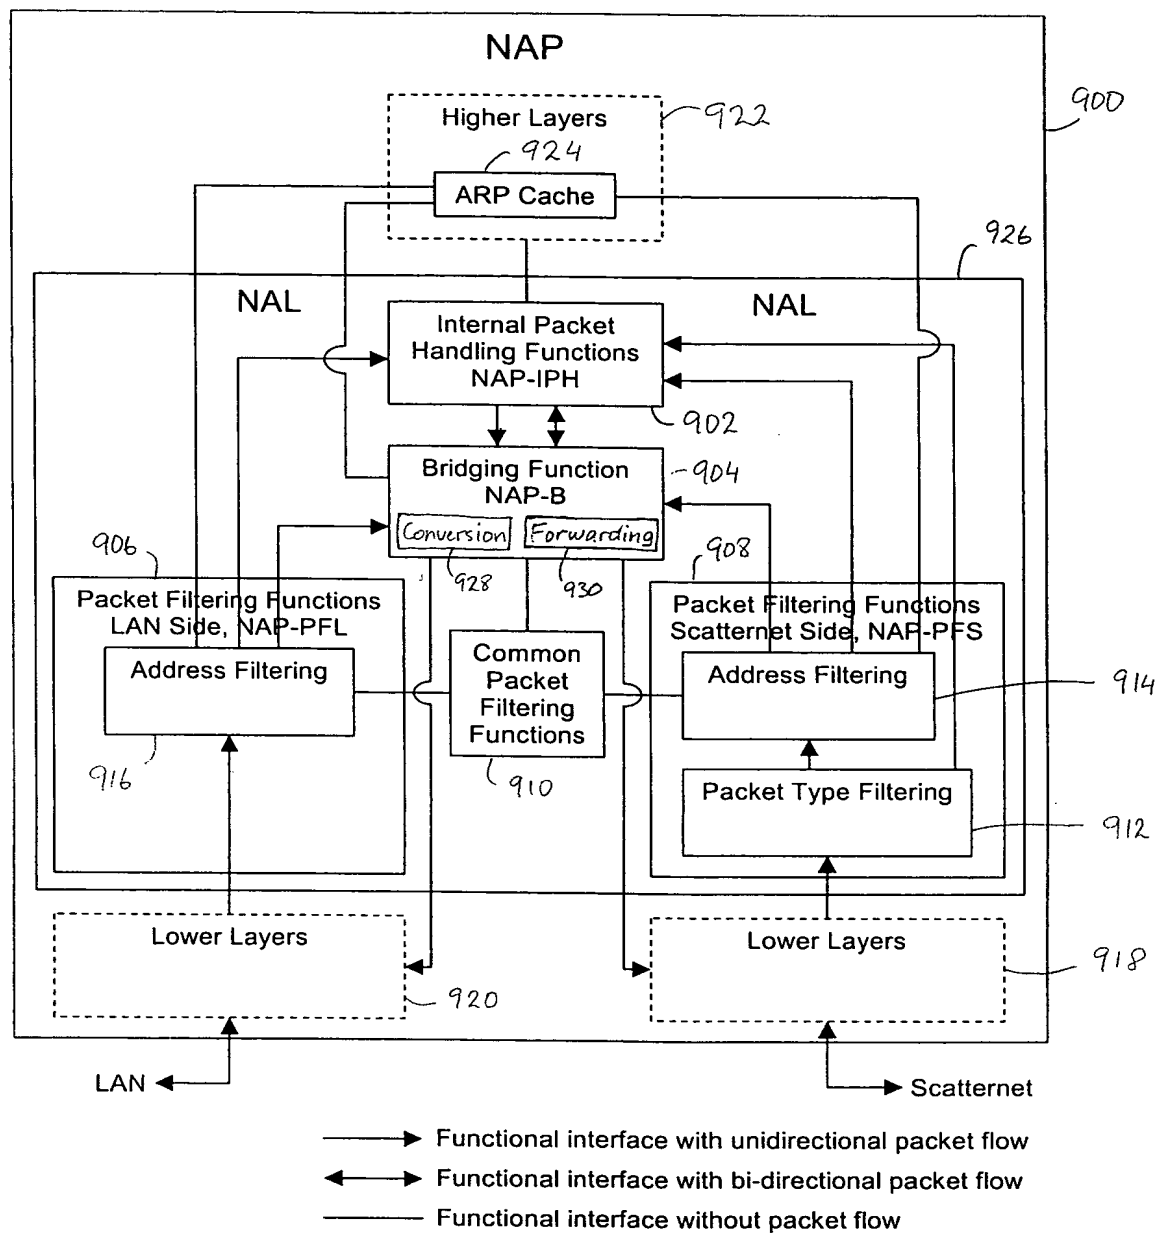 NAP
900
Higher Layers
922
924
ARP Cache
926
NAL
NAL
Internal Packet
Handling Functions
NAP-IPH
902
Bridging Function
NAP-B
904
Conversion
Forwarding
906
928
930
908
Packet Filtering Functions
LAN Side, NAP-PFL
Packet Filtering Functions
Scatternet Side, NAP-PFS
Address Filtering
Common
Packet
Filtering
Functions
Address Filtering
914
916
910
Packet Type Filtering
912
Lower Layers
Lower Layers
920
918
LAN
Scatternet
Functional interface with unidirectional packet flow
Functional interface with bi-directional packet flow
Functional interface without packet flow